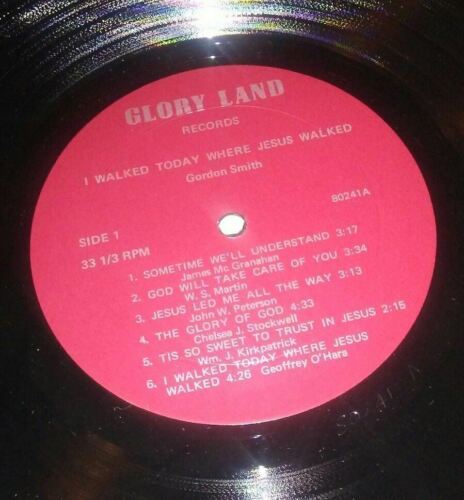 GLORY LAND
RECORDS
I WALKED TODAY WHERE JESUS WALKED
Gordon Smith
80241A
SIDE 1
33 1/3 RPM
1. SOMETIME WE'LL UNDERSTAND 3:17
James Mc Granahan
2. GOD WILL TAKE CARE OF YOU 3:34
W. S. Martin
3. JESUS LED ME ALL THE WAY 3:13
John W. Peterson
4. THE GLORY OF GOD 4:33
Chelsea J. Stockwell
5. TIS SO SWEET TO TRUST IN JESUS 2:15
Wm. J. Kirkpatrick
6. I WALKED TODAY WHERE JESUS
WALKED 4:26 Geoffrey O'Hara